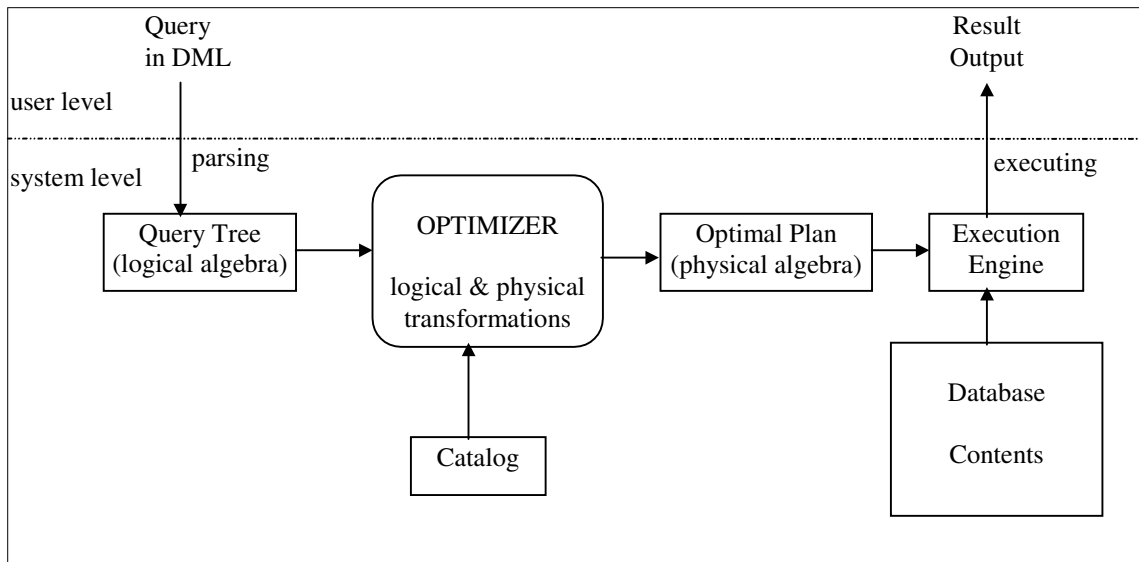 Query
in DML
Result
Output
user level
parsing
executing
system level
Query Tree
(logical algebra)
OPTIMIZER
logical & physical
transformations
Optimal Plan
(physical algebra)
Execution
Engine
Database
Contents
Catalog